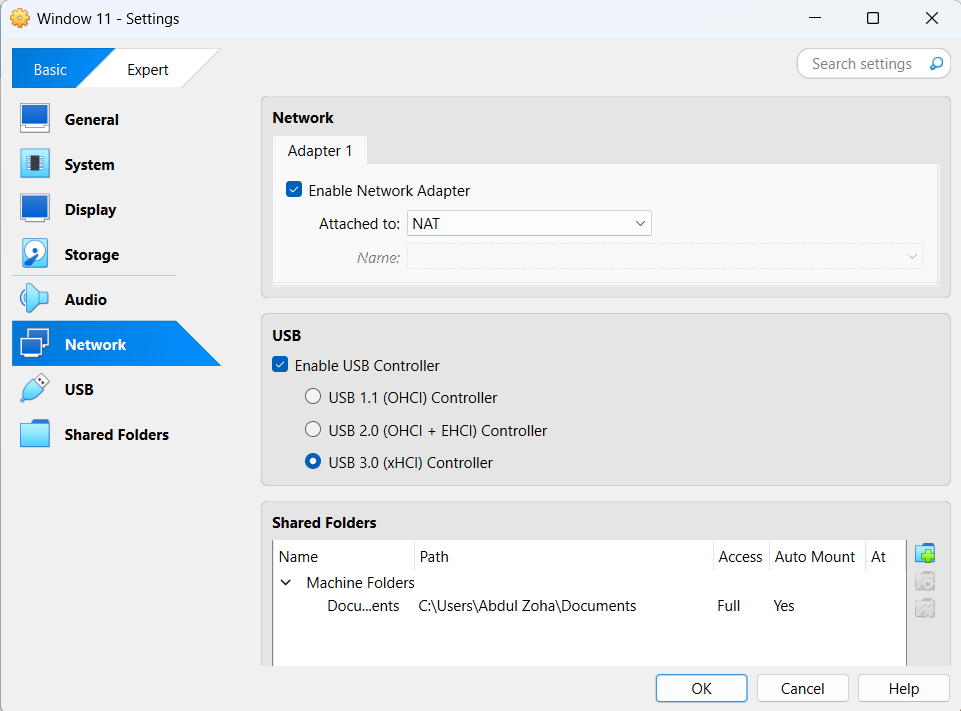 Window 11 - Settings
Basic
Expert
Search settings
General
System
Display
Storage
Audio
Network
USB
Shared Folders
Network
Adapter 1
Enable Network Adapter
Attached to: NAT
Name:
USB
Enable USB Controller
USB 1.1 (OHCI) Controller
USB 2.0 (OHCI + EHCI) Controller
USB 3.0 (xHCI) Controller
Shared Folders
Name Path Access Auto Mount At
Machine Folders
Docu...ents C:\Users\Abdul Zoha\Documents Full Yes
OK Cancel Help